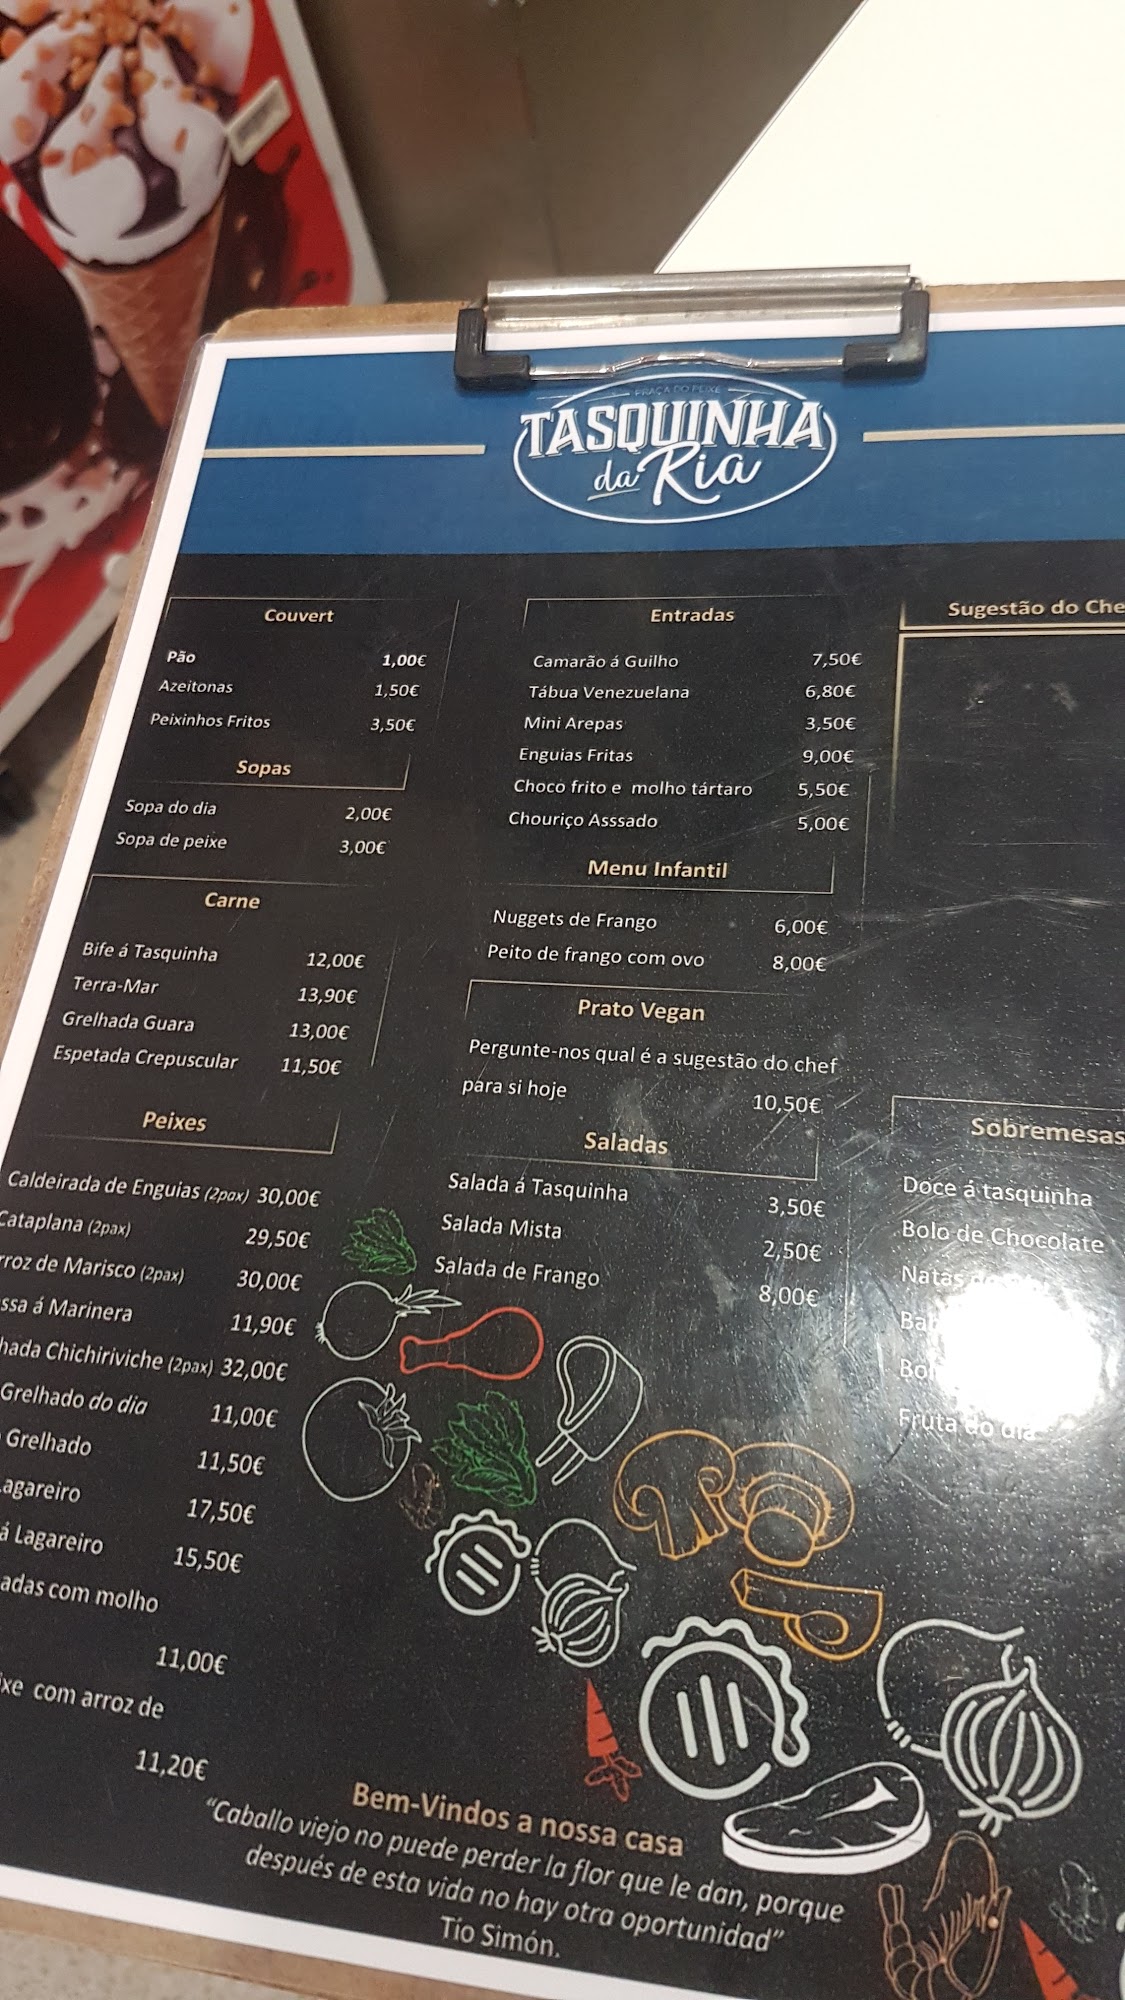 PRAÇA DO PEIXE
TASQUINHA
da Ria
Couvert
Pão 1,00€
Azeitonas 1,50€
Peixinhos Fritos 3,50€
Sopas
Sopa do dia 2,00€
Sopa de peixe 3,00€
Carne
Bife á Tasquinha 12,00€
Terra-Mar 13,90€
Grelhada Guara 13,00€
Espetada Crepuscular 11,50€
Peixes
Caldeirada de Enguias (2pax) 30,00€
Cataplana (2pax) 29,50€
rroz de Marisco (2pax) 30,00€
ssa á Marinera 11,90€
hada Chichiriviche (2pax) 32,00€
Grelhado do dia 11,00€
Grelhado 11,50€
agareiro 17,50€
á Lagareiro 15,50€
adas com molho
11,00€
ixe com arroz de
11,20€
Entradas
Camarão á Guilho 7,50€
Tábua Venezuelana 6,80€
Mini Arepas 3,50€
Enguias Fritas 9,00€
Choco frito e molho tártaro 5,50€
Chouriço Asssado 5,00€
Menu Infantil
Nuggets de Frango 6,00€
Peito de frango com ovo 8,00€
Prato Vegan
Pergunte-nos qual é a sugestão do chef
para si hoje 10,50€
Saladas
Salada á Tasquinha 3,50€
Salada Mista 2,50€
Salada de Frango 8,00€
Sugestão do Che
Sobremesas
Doce á tasquinha
Bolo de Chocolate
Natas
Fruta do dia
Bem-Vindos a nossa casa
"Caballo viejo no puede perder la flor que le dan, porque
después de esta vida no hay otra oportunidad"
Tío Simón.